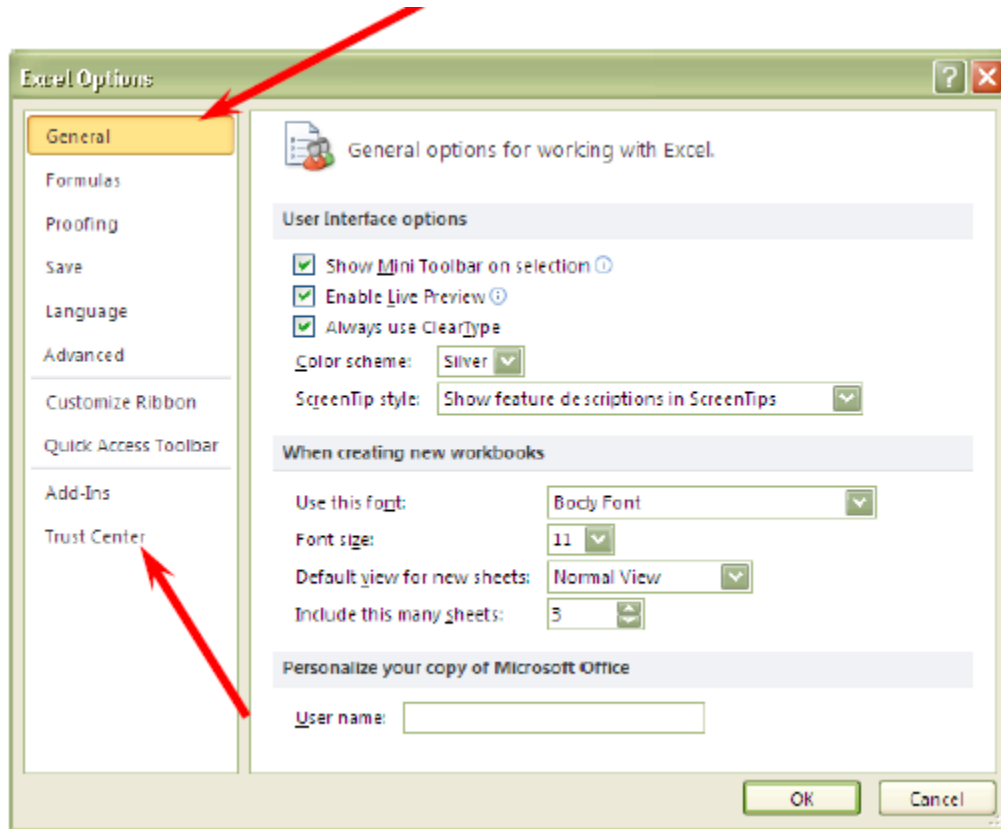 Excel Options
General
Formulas
Proofing
Save
Language
Advanced
Customize Ribbon
Quick Access Toolbar
Add-Ins
Trust Center
General options for working with Excel.
User Interface options
Show Mini Toolbar on selection
Enable Live Preview
Always use ClearType
Color scheme: Silver
ScreenTip style: Show feature descriptions in ScreenTips
When creating new workbooks
Use this font: Body Font
Font size: 11
Default view for new sheets: Normal View
Include this many sheets: 3
Personalize your copy of Microsoft Office
User name:
OK Cancel